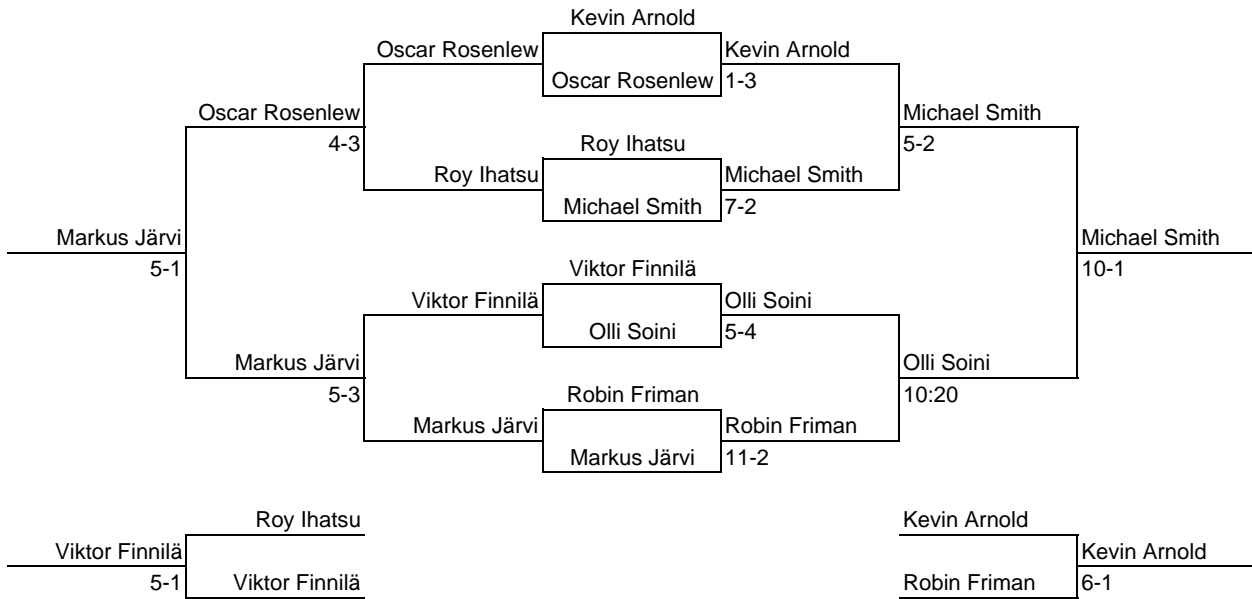 Kevin Arnold
Oscar Rosenlew Kevin Arnold
Oscar Rosenlew 1-3
Oscar Rosenlew Michael Smith
4-3 Roy Ihatsu 5-2
Roy Ihatsu Michael Smith
Michael Smith 7-2
Markus Järvi Michael Smith
5-1 Viktor Finnilä 10-1
Viktor Finnilä Olli Soini
Olli Soini 5-4
Markus Järvi Olli Soini
5-3 Robin Friman 10:20
Markus Järvi Robin Friman
Markus Järvi 11-2
Roy Ihatsu Kevin Arnold
Viktor Finnilä Kevin Arnold
5-1 Viktor Finnilä Robin Friman 6-1